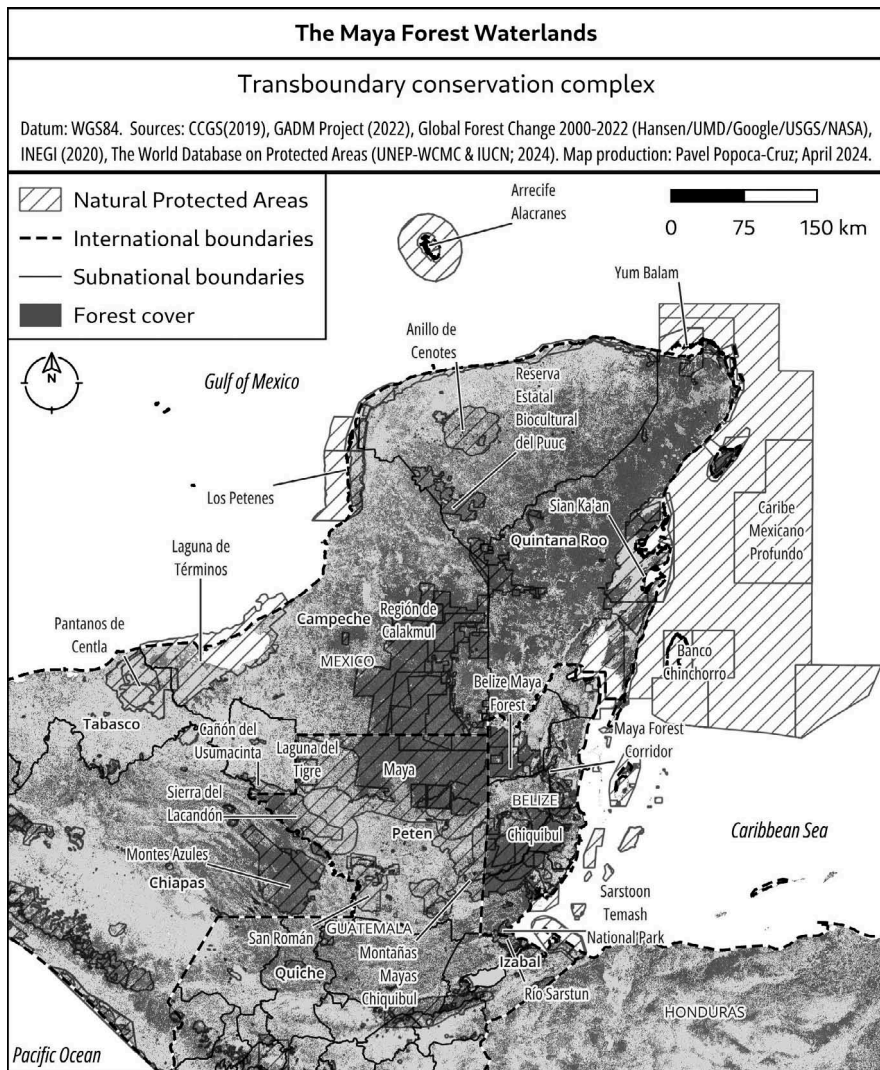 The Maya Forest Waterlands
Transboundary conservation complex
Datum: WGS84. Sources: CCGS(2019), GADM Project (2022), Global Forest Change 2000-2022 (Hansen/UMD/Google/USGS/NASA),
INEGI (2020), The World Database on Protected Areas (UNEP-WCMC & IUCN; 2024). Map production: Pavel Popoca-Cruz; April 2024.
Natural Protected Areas
International boundaries
Subnational boundaries
Forest cover
Arrecife
Alacranes
0 75 150 km
Yum Balam
N
Gulf of Mexico
Anillo de
Cenotes
Reserva
Estatal
Biocultural
del Puuc
Los Petenes
Sian Ka'an
Quintana Roo
Caribe
Mexicano
Profundo
Laguna de
Términos
Pantanos de
Centla
Campeche
Región de
Calakmul
MEXICO
Banco
Chinchorro
Belize Maya
Forest
Tabasco
Cañón del
Usumacinta
Laguna del
Tigre
Maya
Maya Forest
Corridor
Sierra del
Lacandón
BELIZE
Peten
Chiquibul
Caribbean Sea
Montes Azules
Chiapas
San Román
GUATEMALA
Montañas
Mayas
Chiquibul
Sarstoon
Temash
National Park
Quiche
Izabal
Río Sarstun
HONDURAS
Pacific Ocean